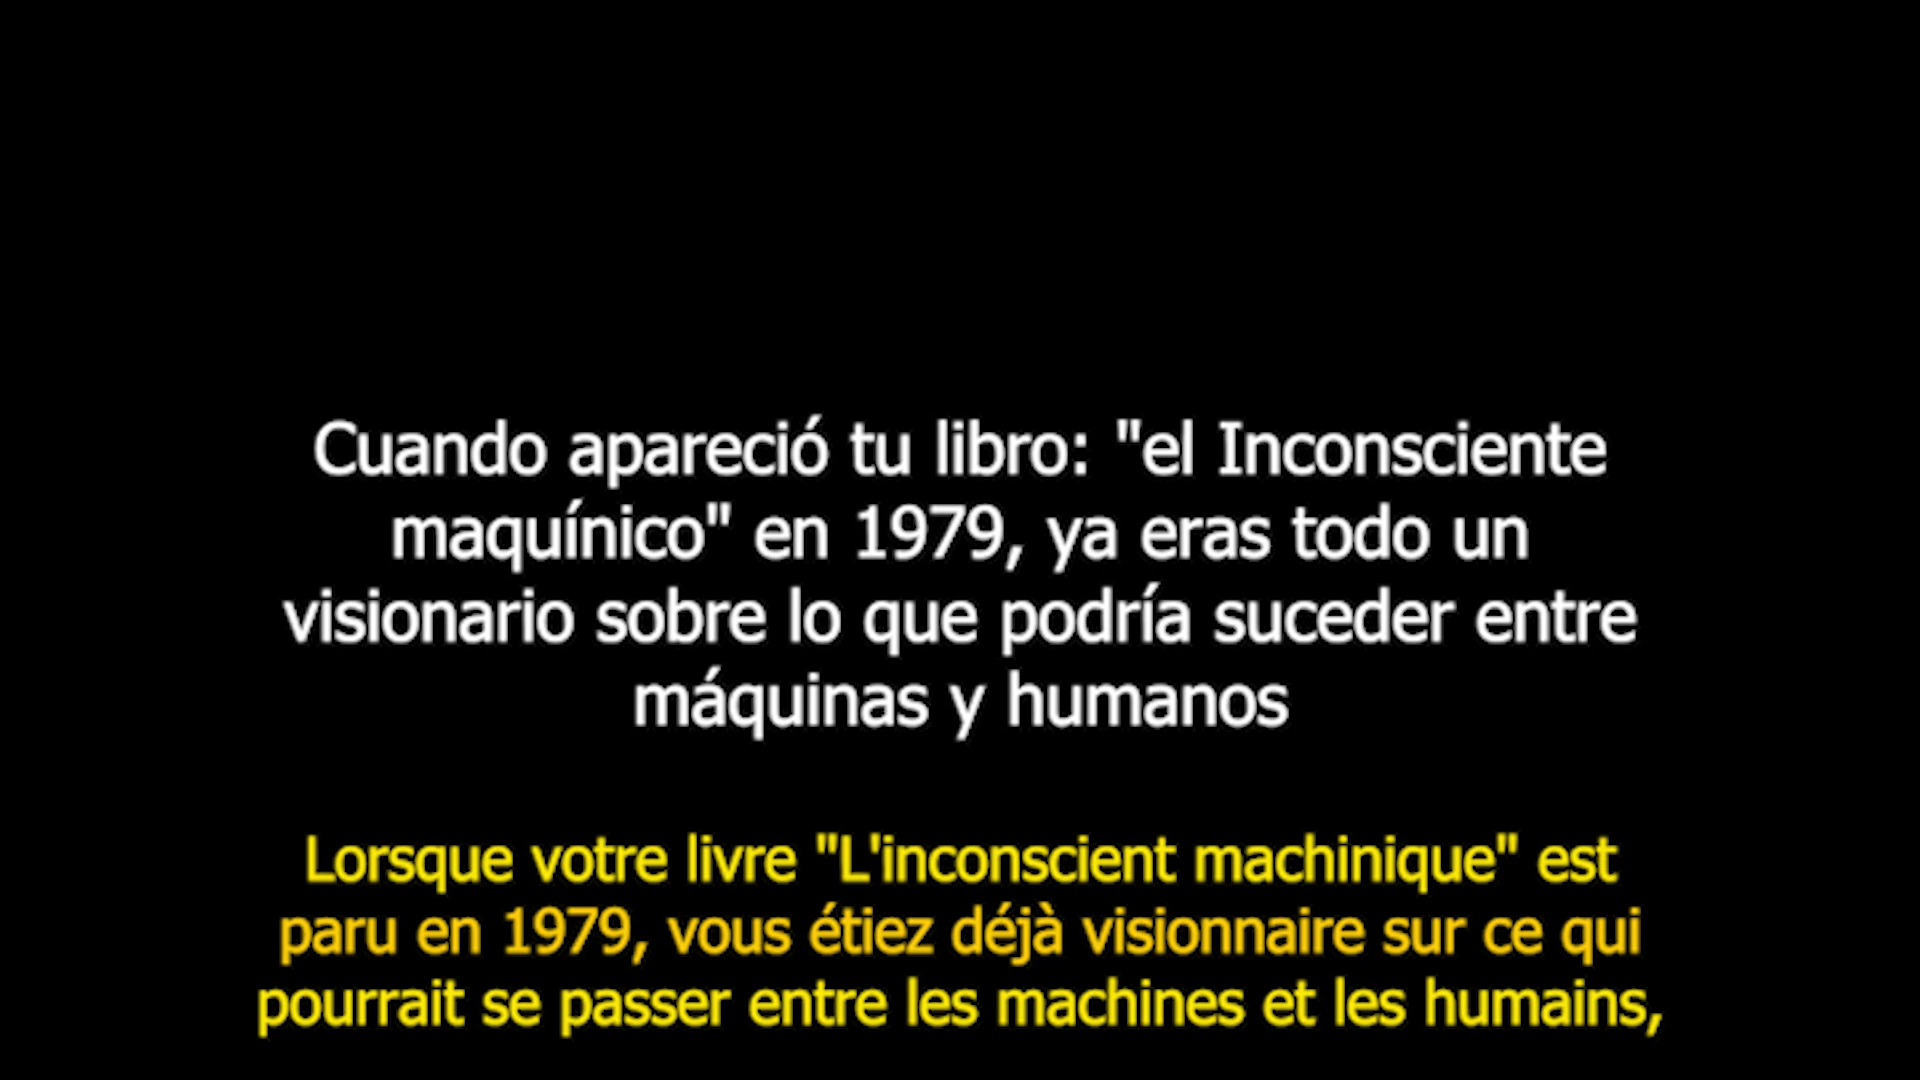 Cuando apareció tu libro: "el Inconsciente
maquínico" en 1979, ya eras todo un
visionario sobre lo que podría suceder entre
máquinas y humanos
Lorsque votre livre "L'inconscient machinique" est
paru en 1979, vous étiez déjà visionnaire sur ce qui
pourrait se passer entre les machines et les humains,